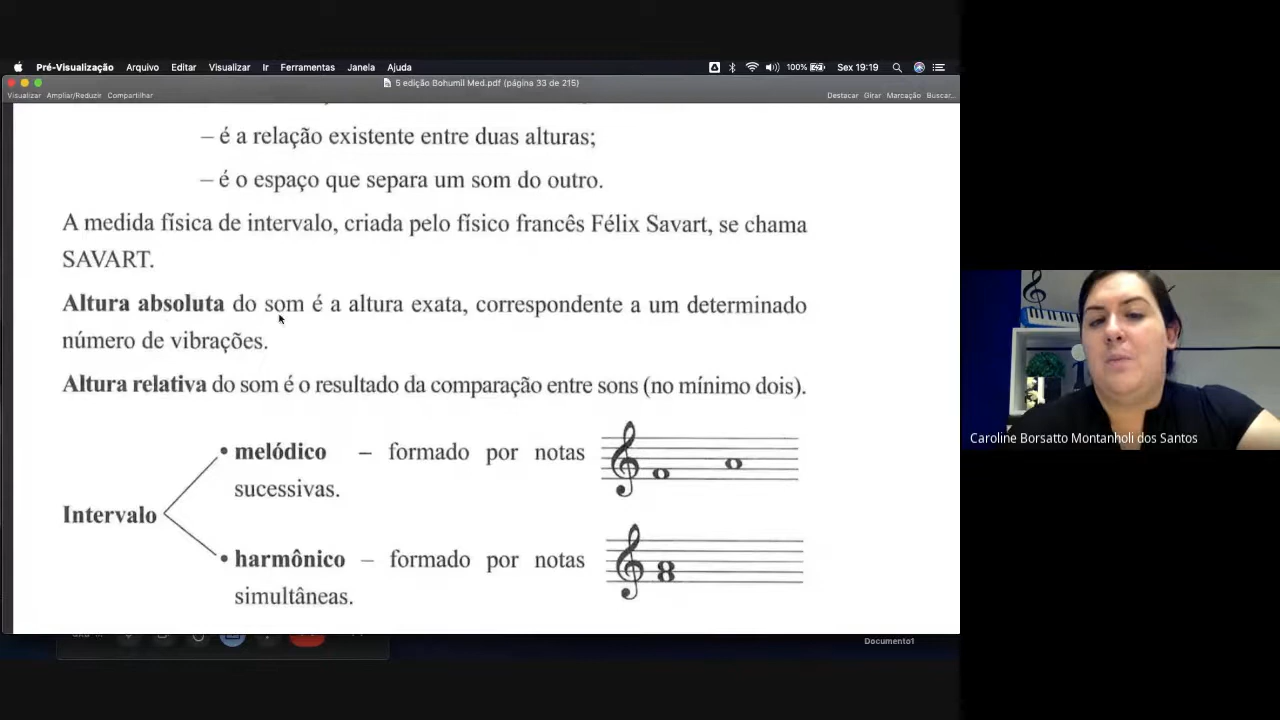 Pré-Visualização Arquivo Editar Visualizar Ir Ferramentas Janela Ajuda 100% Sex 19:19
5 edição Bohumil Med.pdf (página 33 de 215)
Visualizar Ampliar/Reduzir Compartilhar Destacar Girar Marcação Buscar...
– é a relação existente entre duas alturas;
– é o espaço que separa um som do outro.
A medida física de intervalo, criada pelo físico francês Félix Savart, se chama
SAVART.
Altura absoluta do som é a altura exata, correspondente a um determinado
número de vibrações.
Altura relativa do som é o resultado da comparação entre sons (no mínimo dois).
• melódico – formado por notas
sucessivas.
Intervalo
• harmônico – formado por notas
simultâneas.
Caroline Borsatto Montanholi dos Santos
Documento1